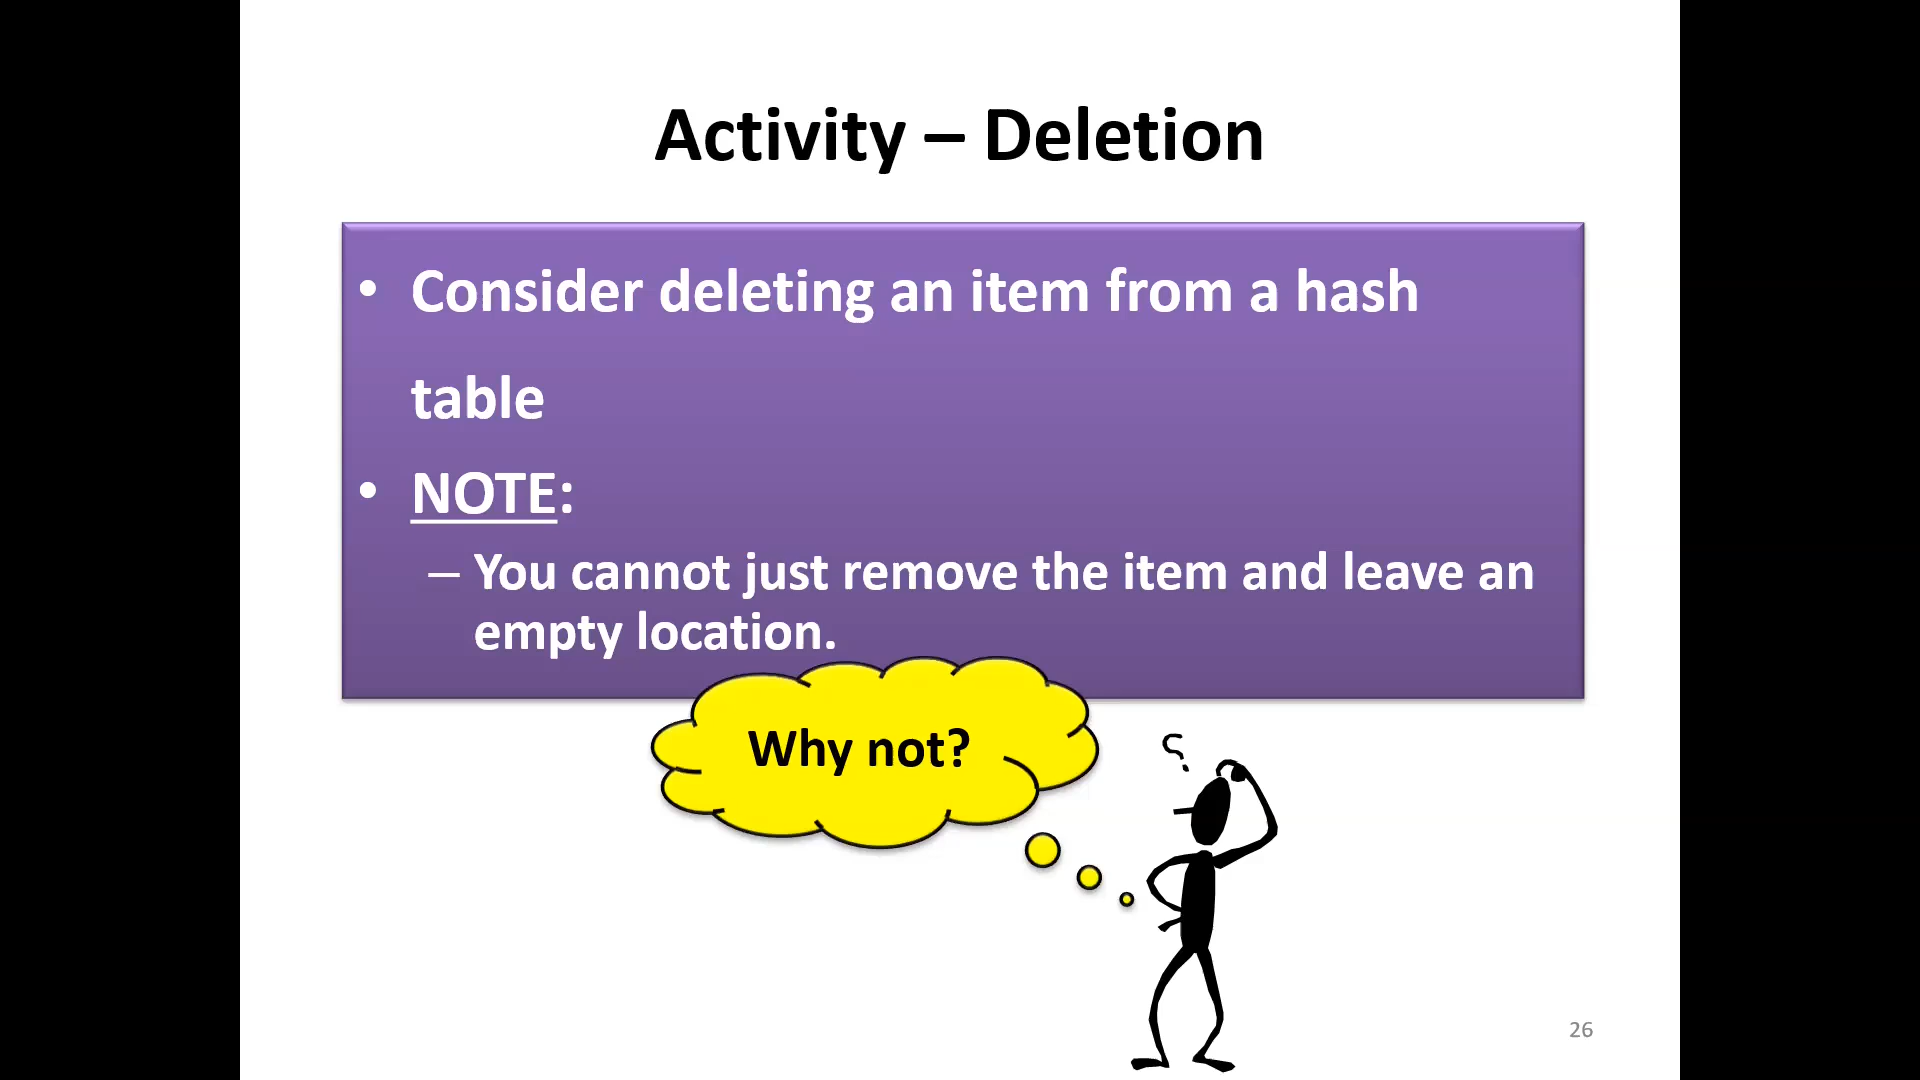 Activity – Deletion
• Consider deleting an item from a hash
table
• NOTE:
– You cannot just remove the item and leave an
empty location.
Why not?
?
26